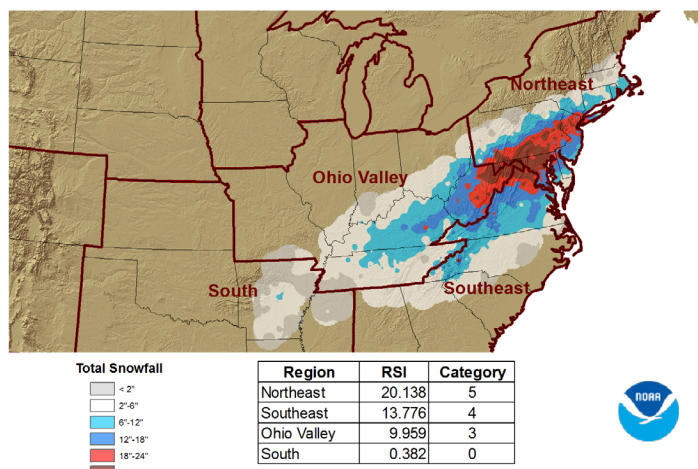 Northeast
Ohio Valley
South
Southeast
Total Snowfall
< 2"
2"-6"
6"-12"
12"-18"
18"-24"
Region RSI Category
Northeast 20.138 5
Southeast 13.776 4
Ohio Valley 9.959 3
South 0.382 0
NOAA